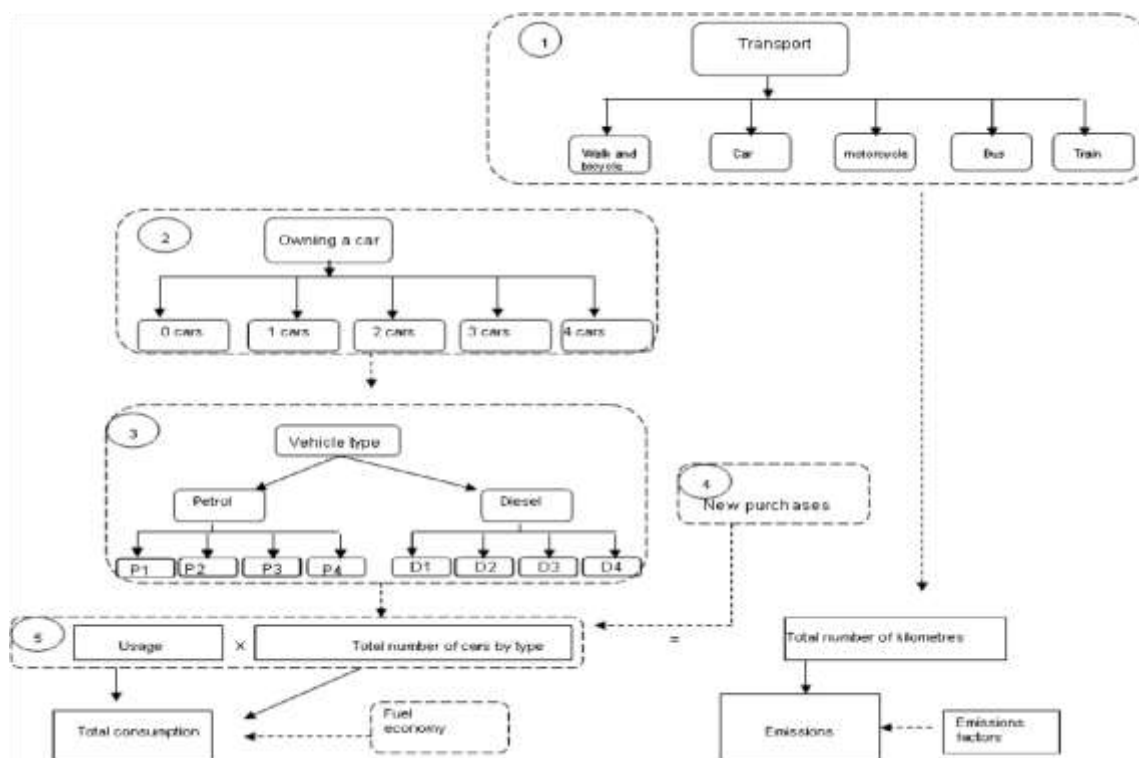 1
Transport
Walk and
bicycle
Car
motorcycle
Bus
Train
2
Owning a car
0 cars
1 cars
2 cars
3 cars
4 cars
3
Vehicle type
Petrol
Diesel
P1
P2
P3
P4
D1
D2
D3
D4
4
New purchases
5
Usage
×
Total number of cars by type
=
Total number of kilometres
Total consumption
Fuel
economy
Emissions
Emissions
factors